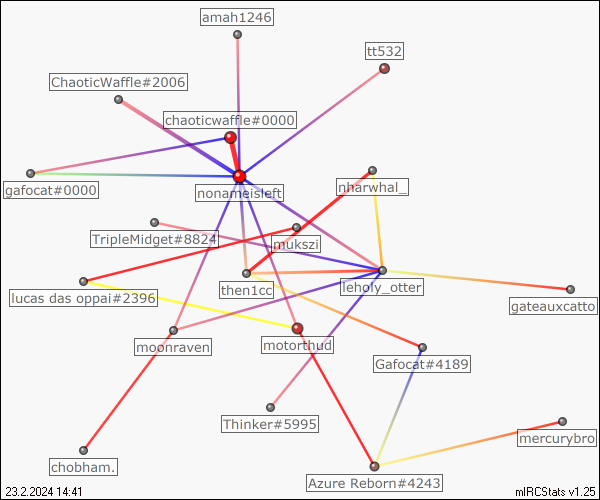 amah1246
tt532
ChaoticWaffle#2006
chaoticwaffle#0000
gafocat#0000
nonameisleft
nharwhal_
TripleMidget#8824
mukszi
lucas das oppai#2396
then1cc
leholy_otter
gateauxcatto
moonraven
motorthud
Gafocat#4189
Thinker#5995
mercurybro
chobham.
Azure Reborn#4243
23.2.2024 14:41
mIRCStats v1.25